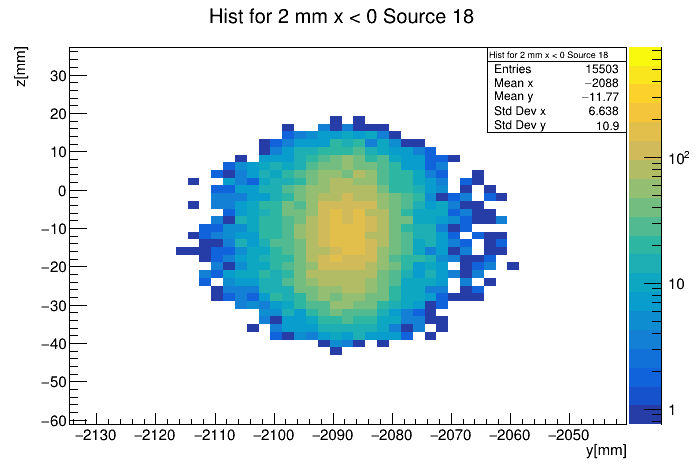 Hist for 2 mm x < 0 Source 18
z[mm]
Hist for 2 mm x < 0 Source 18
Entries 15503
Mean x −2088
Mean y −11.77
Std Dev x 6.638
Std Dev y 10.9
30
20
10
0
−10
−20
−30
−40
−50
−60
10²
10
1
−2130 −2120 −2110 −2100 −2090 −2080 −2070 −2060 −2050
y[mm]